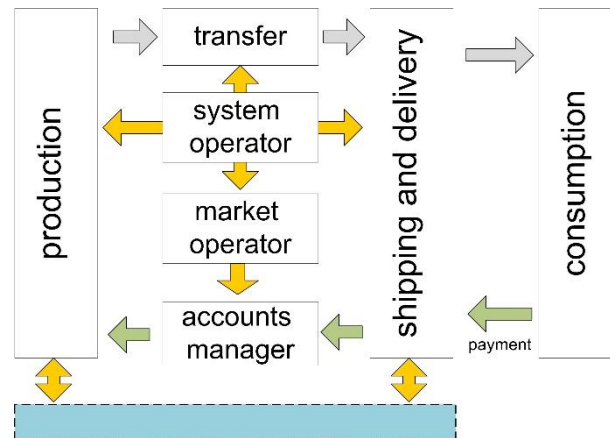 production
transfer
system
operator
market
operator
accounts
manager
shipping and delivery
payment
consumption